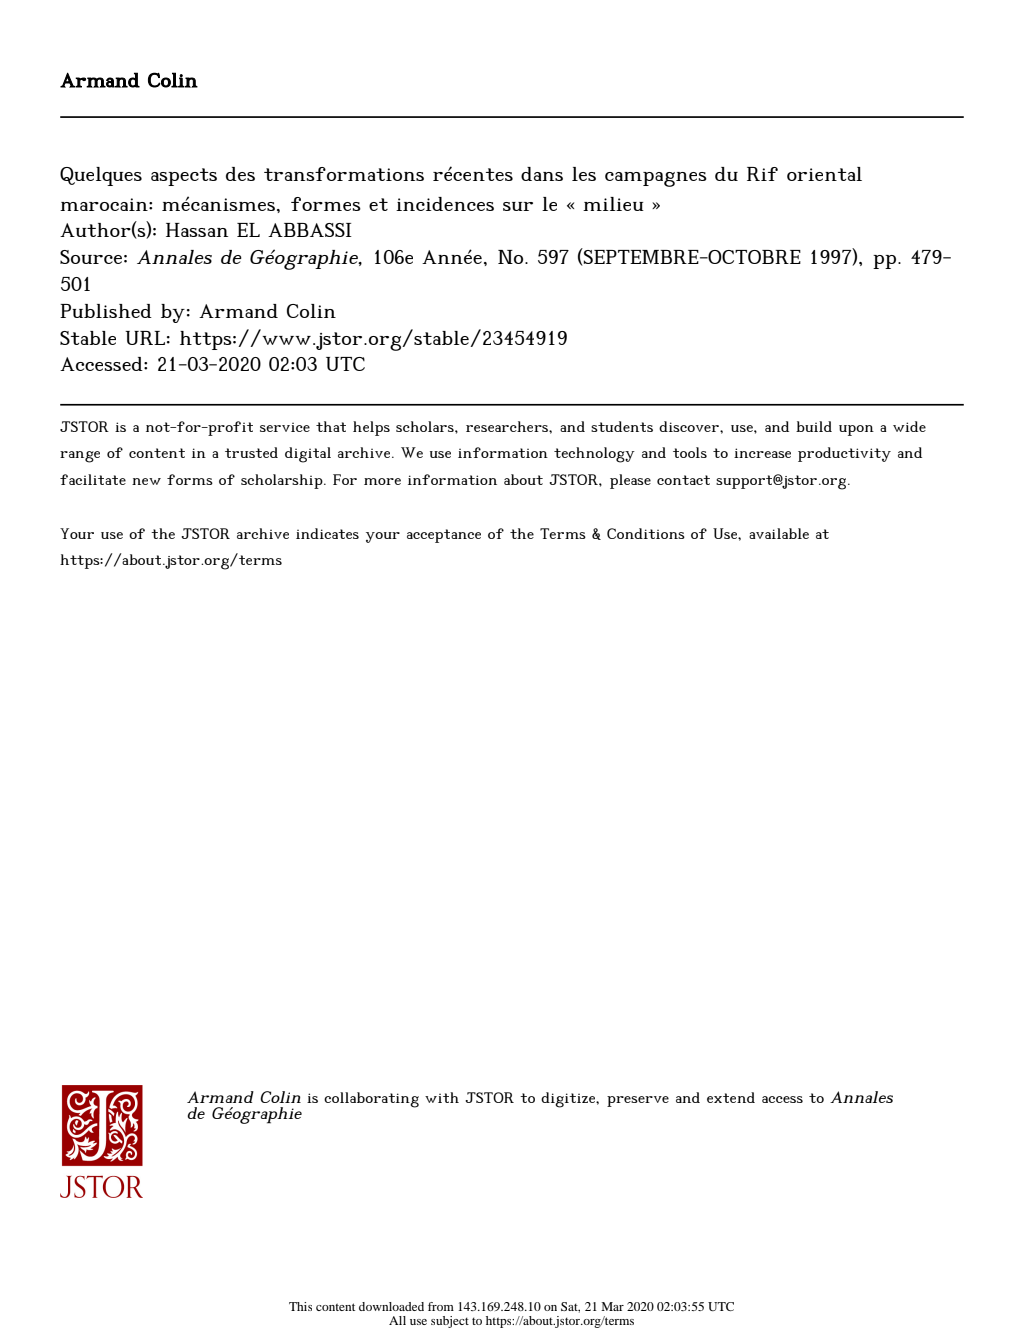 Armand Colin
Quelques aspects des transformations récentes dans les campagnes du Rif oriental
marocain: mécanismes, formes et incidences sur le « milieu »
Author(s): Hassan EL ABBASSI
Source: Annales de Géographie, 106e Année, No. 597 (SEPTEMBRE-OCTOBRE 1997), pp. 479-
501
Published by: Armand Colin
Stable URL: https://www.jstor.org/stable/23454919
Accessed: 21-03-2020 02:03 UTC
JSTOR is a not-for-profit service that helps scholars, researchers, and students discover, use, and build upon a wide
range of content in a trusted digital archive. We use information technology and tools to increase productivity and
facilitate new forms of scholarship. For more information about JSTOR, please contact support@jstor.org.
Your use of the JSTOR archive indicates your acceptance of the Terms & Conditions of Use, available at
https://about.jstor.org/terms
Armand Colin is collaborating with JSTOR to digitize, preserve and extend access to Annales
de Géographie
J
JSTOR
This content downloaded from 143.169.248.10 on Sat, 21 Mar 2020 02:03:55 UTC
All use subject to https://about.jstor.org/terms